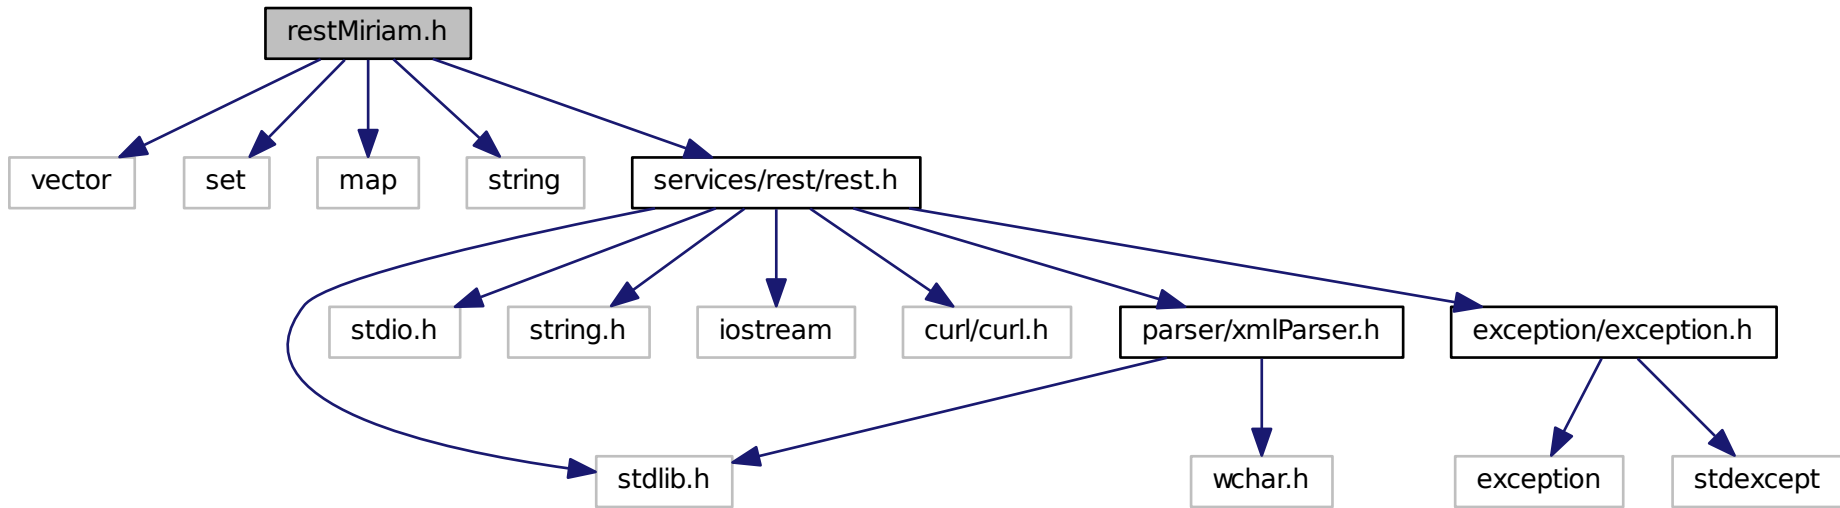 restMiriam.h
vector
set
map
string
services/rest/rest.h
stdio.h
string.h
iostream
curl/curl.h
parser/xmlParser.h
exception/exception.h
stdlib.h
wchar.h
exception
stdexcept